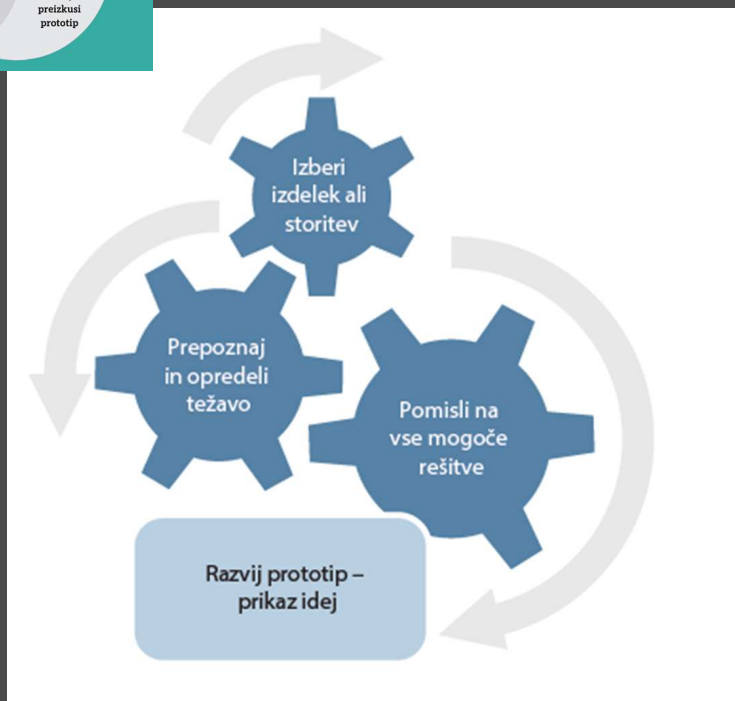 preizkusi
prototip
Izberi
izdelek ali
storitev
Prepoznaj
in opredeli
težavo
Pomisli na
vse mogoče
rešitve
Razvij prototip –
prikaz idej